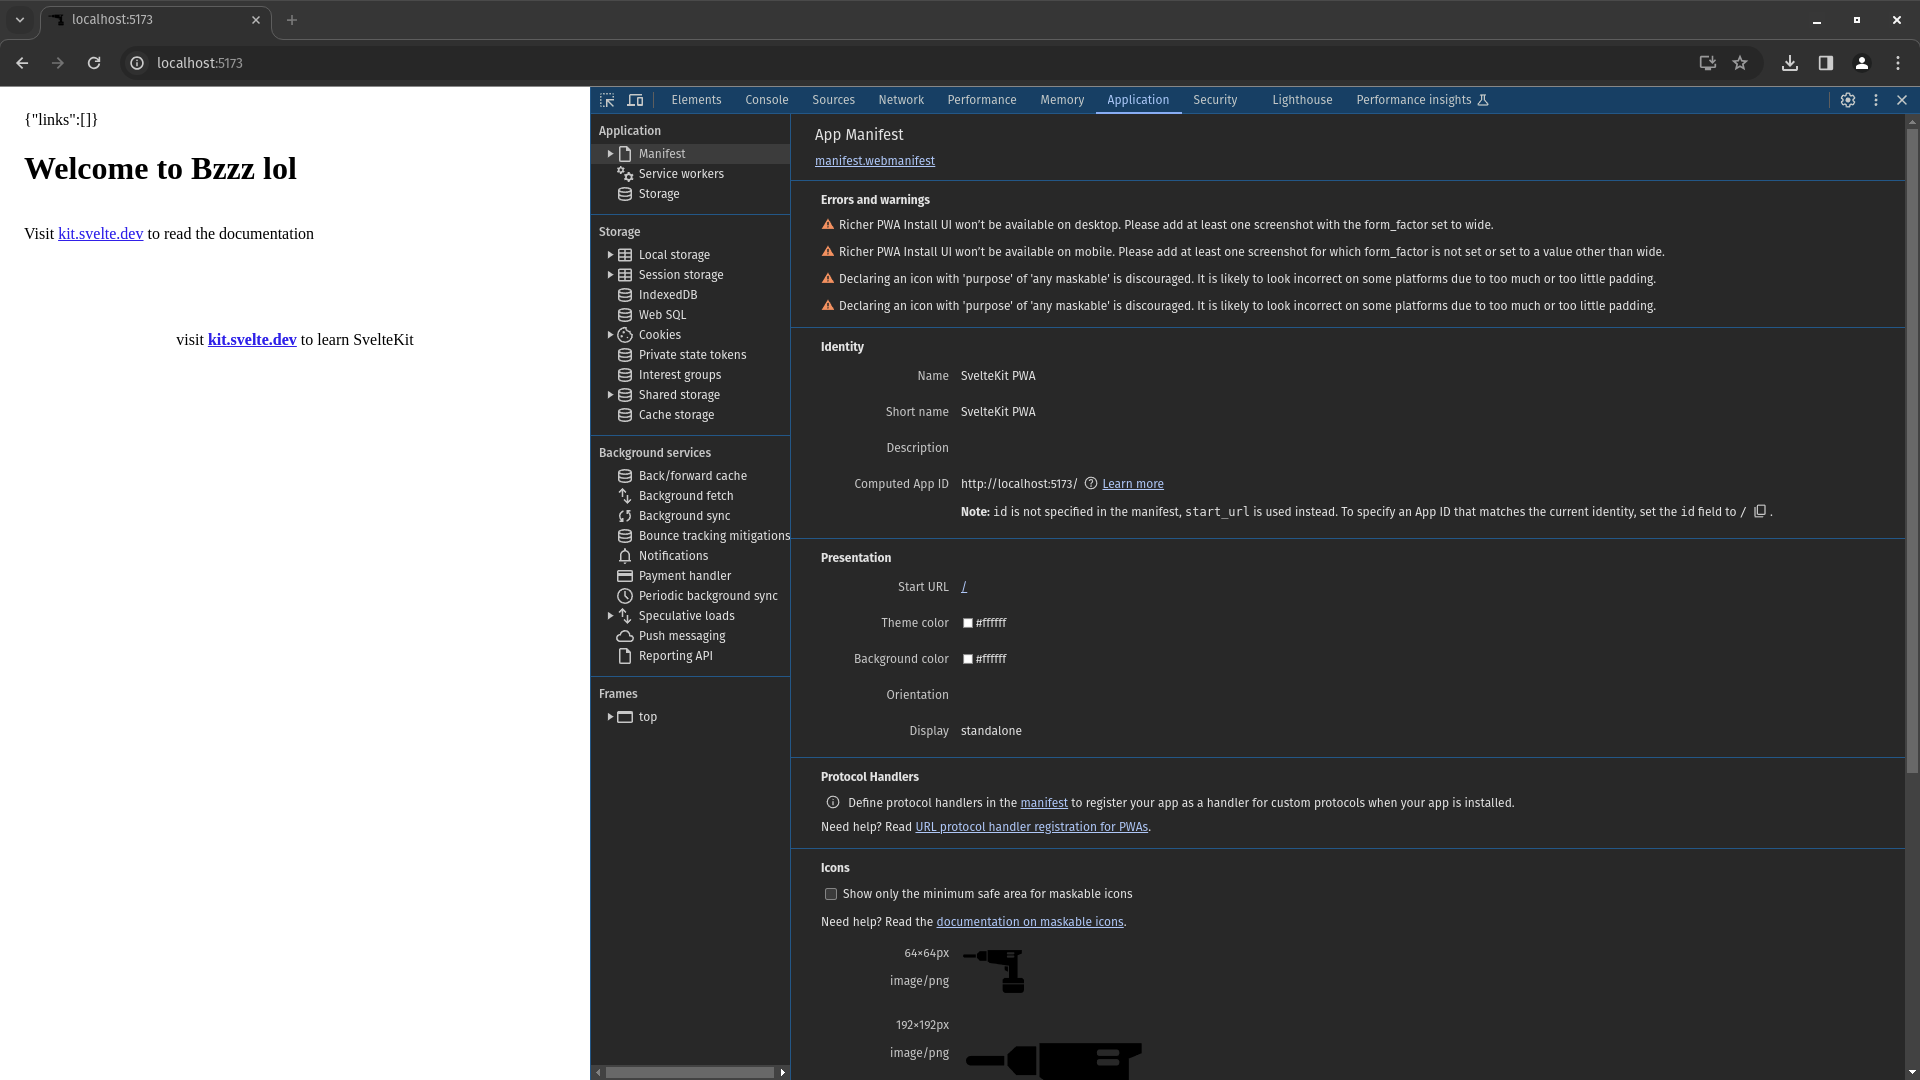 localhost:5173
localhost:5173
{"links":[]}
Welcome to Bzzz lol
Visit kit.svelte.dev to read the documentation
visit kit.svelte.dev to learn SvelteKit
Elements Console Sources Network Performance Memory Application Security Lighthouse Performance insights
Application
Manifest
Service workers
Storage
Storage
Local storage
Session storage
IndexedDB
Web SQL
Cookies
Private state tokens
Interest groups
Shared storage
Cache storage
Background services
Back/forward cache
Background fetch
Background sync
Bounce tracking mitigations
Notifications
Payment handler
Periodic background sync
Speculative loads
Push messaging
Reporting API
Frames
top
App Manifest
manifest.webmanifest
Errors and warnings
Richer PWA Install UI won’t be available on desktop. Please add at least one screenshot with the form_factor set to wide.
Richer PWA Install UI won’t be available on mobile. Please add at least one screenshot for which form_factor is not set or set to a value other than wide.
Declaring an icon with 'purpose' of 'any maskable' is discouraged. It is likely to look incorrect on some platforms due to too much or too little padding.
Declaring an icon with 'purpose' of 'any maskable' is discouraged. It is likely to look incorrect on some platforms due to too much or too little padding.
Identity
Name SvelteKit PWA
Short name SvelteKit PWA
Description
Computed App ID http://localhost:5173/ Learn more
Note: id is not specified in the manifest, start_url is used instead. To specify an App ID that matches the current identity, set the id field to / .
Presentation
Start URL /
Theme color #ffffff
Background color #ffffff
Orientation
Display standalone
Protocol Handlers
Define protocol handlers in the manifest to register your app as a handler for custom protocols when your app is installed.
Need help? Read URL protocol handler registration for PWAs.
Icons
Show only the minimum safe area for maskable icons
Need help? Read the documentation on maskable icons.
64×64px
image/png
192×192px
image/png